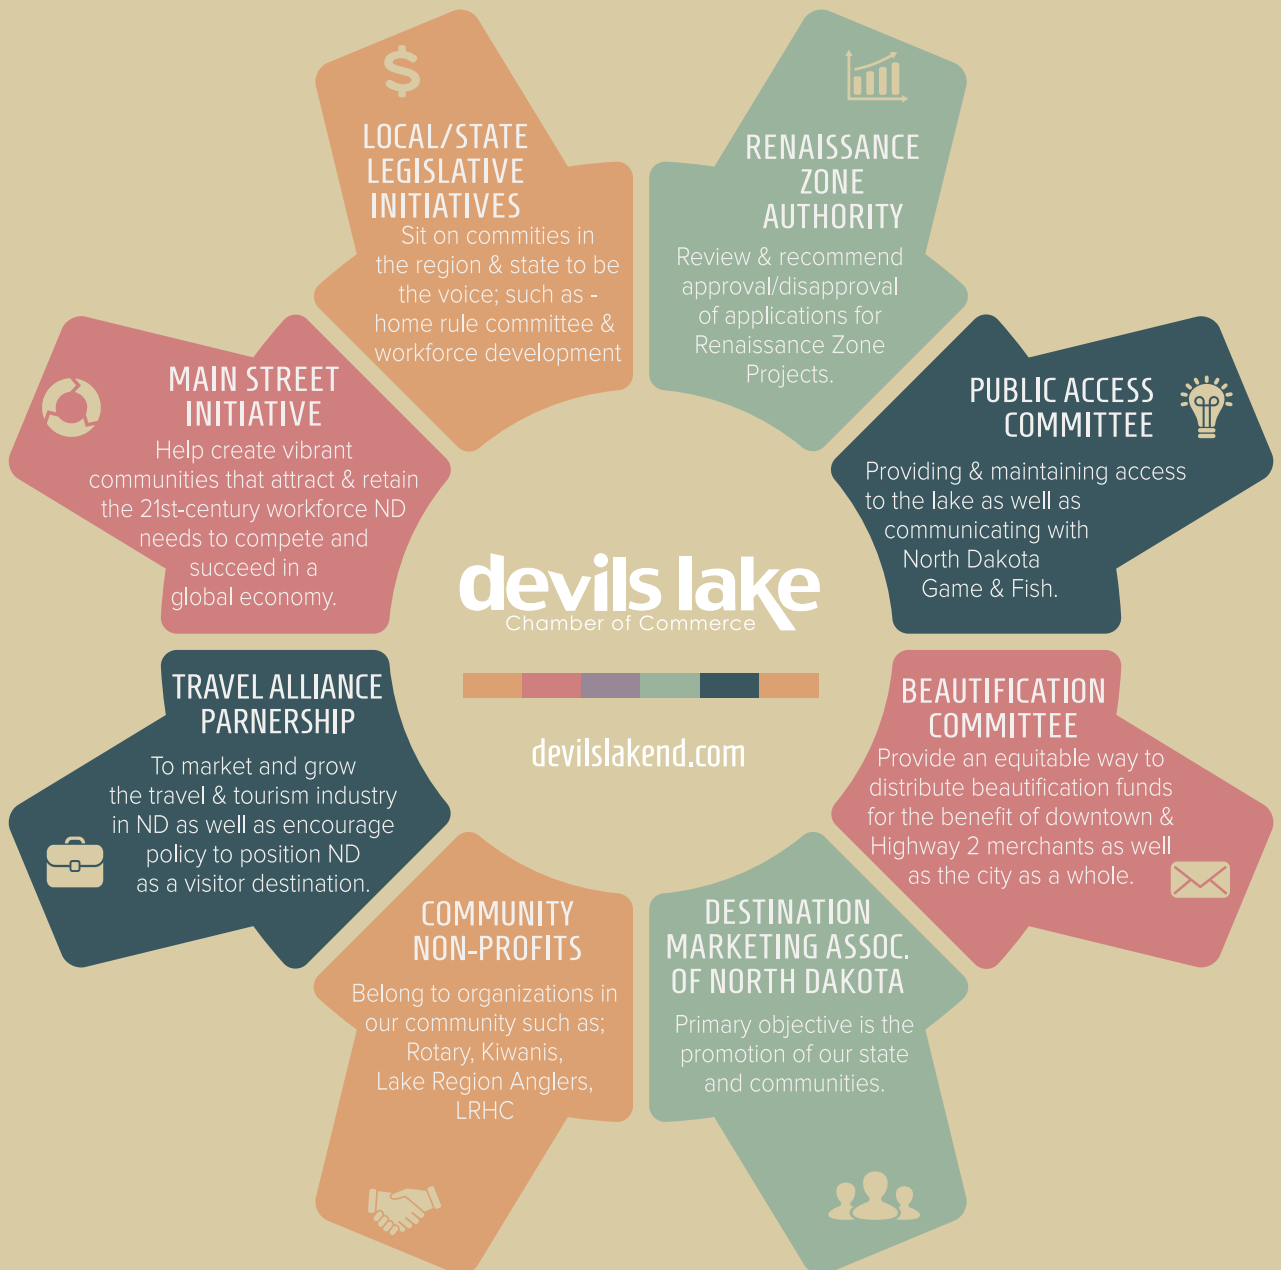 LOCAL/STATE
LEGISLATIVE
INITIATIVES
Sit on commities in
the region & state to be
the voice; such as -
home rule committee &
workforce development
RENAISSANCE
ZONE
AUTHORITY
Review & recommend
approval/disapproval
of applications for
Renaissance Zone
Projects.
PUBLIC ACCESS
COMMITTEE
Providing & maintaining access
to the lake as well as
communicating with
North Dakota
Game & Fish.
BEAUTIFICATION
COMMITTEE
Provide an equitable way to
distribute beautification funds
for the benefit of downtown &
Highway 2 merchants as well
as the city as a whole.
DESTINATION
MARKETING ASSOC.
OF NORTH DAKOTA
Primary objective is the
promotion of our state
and communities.
COMMUNITY
NON-PROFITS
Belong to organizations in
our community such as;
Rotary, Kiwanis,
Lake Region Anglers,
LRHC
TRAVEL ALLIANCE
PARNERSHIP
To market and grow
the travel & tourism industry
in ND as well as encourage
policy to position ND
as a visitor destination.
MAIN STREET
INITIATIVE
Help create vibrant
communities that attract & retain
the 21st-century workforce ND
needs to compete and
succeed in a
global economy.
devils lake
Chamber of Commerce
devilslakend.com